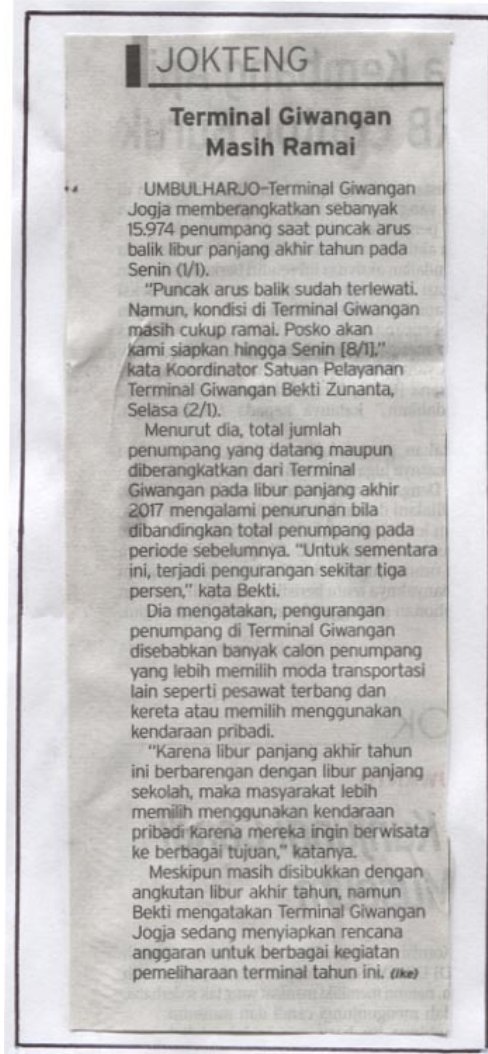 JOKTENG
Terminal Giwangan
Masih Ramai
UMBULHARJO–Terminal Giwangan
Jogja memberangkatkan sebanyak
15.974 penumpang saat puncak arus
balik libur panjang akhir tahun pada
Senin (1/1).
"Puncak arus balik sudah terlewati.
Namun, kondisi di Terminal Giwangan
masih cukup ramai. Posko akan
kami siapkan hingga Senin [8/1],"
kata Koordinator Satuan Pelayanan
Terminal Giwangan Bekti Zunanta,
Selasa (2/1).
Menurut dia, total jumlah
penumpang yang datang maupun
diberangkatkan dari Terminal
Giwangan pada libur panjang akhir
2017 mengalami penurunan bila
dibandingkan total penumpang pada
periode sebelumnya. "Untuk sementara
ini, terjadi pengurangan sekitar tiga
persen," kata Bekti.
Dia mengatakan, pengurangan
penumpang di Terminal Giwangan
disebabkan banyak calon penumpang
yang lebih memilih moda transportasi
lain seperti pesawat terbang dan
kereta atau memilih menggunakan
kendaraan pribadi.
"Karena libur panjang akhir tahun
ini berbarengan dengan libur panjang
sekolah, maka masyarakat lebih
memilih menggunakan kendaraan
pribadi karena mereka ingin berwisata
ke berbagai tujuan," katanya.
Meskipun masih disibukkan dengan
angkutan libur akhir tahun, namun
Bekti mengatakan Terminal Giwangan
Jogja sedang menyiapkan rencana
anggaran untuk berbagai kegiatan
pemeliharaan terminal tahun ini. (ike)